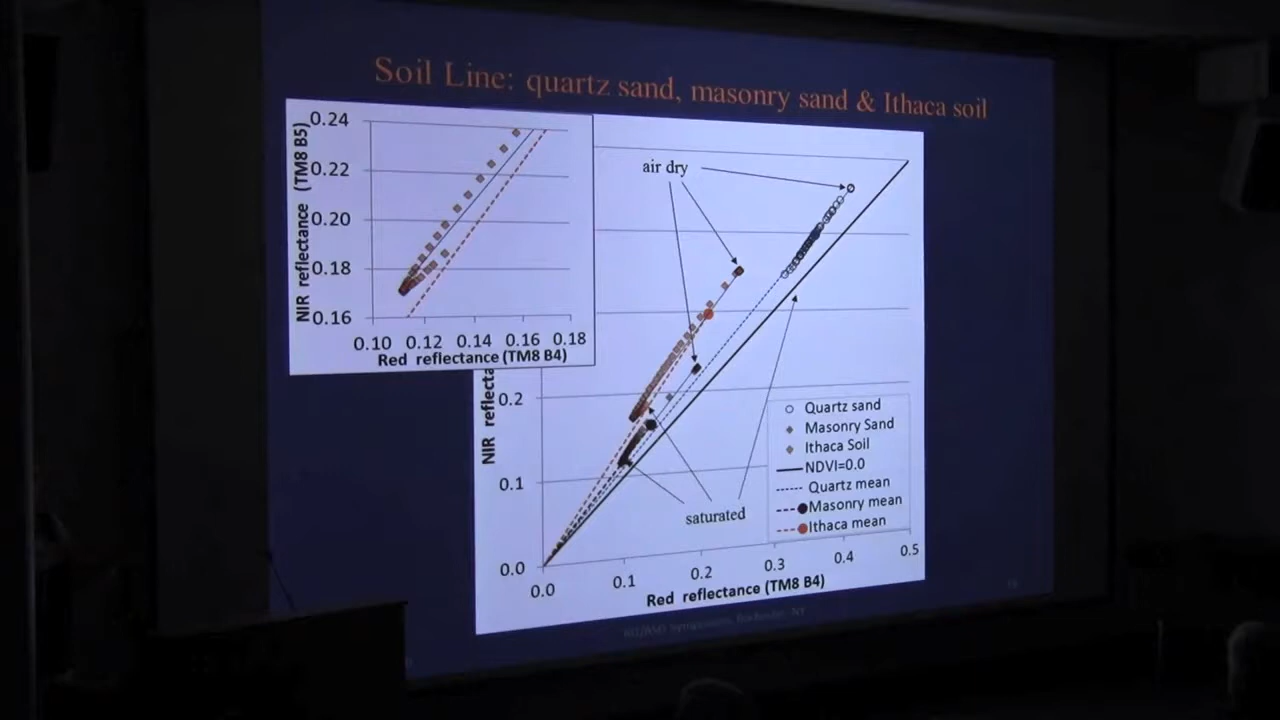 Soil Line: quartz sand, masonry sand & Ithaca soil
NIR reflectance (TM8 B5)
0.24
0.22
0.20
0.18
0.16
0.10 0.12 0.14 0.16 0.18
Red reflectance (TM8 B4)
air dry
NIR reflecta
0.2
0.1
0.0
saturated
Quartz sand
Masonry Sand
Ithaca Soil
NDVI=0.0
Quartz mean
Masonry mean
Ithaca mean
0.0 0.1 0.2 0.3 0.4 0.5
Red reflectance (TM8 B4)